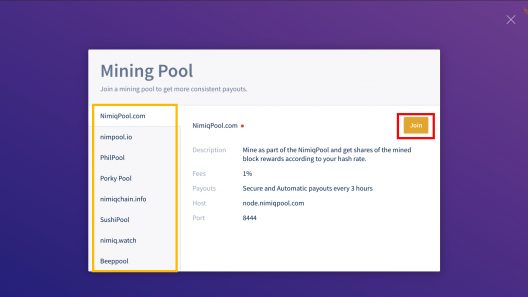 Mining Pool
Join a mining pool to get more consistent payouts.
NimiqPool.com
nimpool.io
PhilPool
Porky Pool
nimiqchain.info
SushiPool
nimiq.watch
Beeppool
NimiqPool.com
Join
Description
Mine as part of the NimiqPool and get shares of the mined
block rewards according to your hash rate.
Fees
1%
Payouts
Secure and Automatic payouts every 3 hours
Host
node.nimiqpool.com
Port
8444